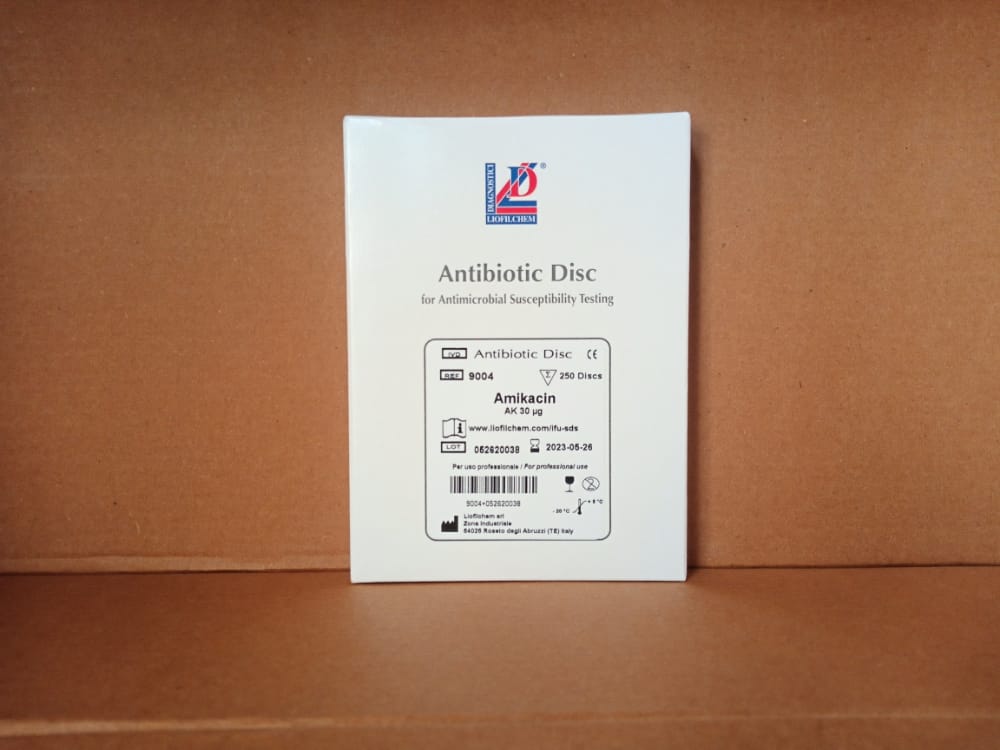 DIAGNOSTICI
LD®
LIOFILCHEM
Antibiotic Disc
for Antimicrobial Susceptibility Testing
IVD Antibiotic Disc CE
REF 9004 Σ 250 Discs
Amikacin
AK 30 µg
i www.liofilchem.com/ifu-sds
LOT 052620038 2023-05-26
Per uso professionale / For professional use
9004+052620038
-20 °C +8 °C
Liofilchem srl
Zona Industriale
64026 Roseto degli Abruzzi (TE) Italy